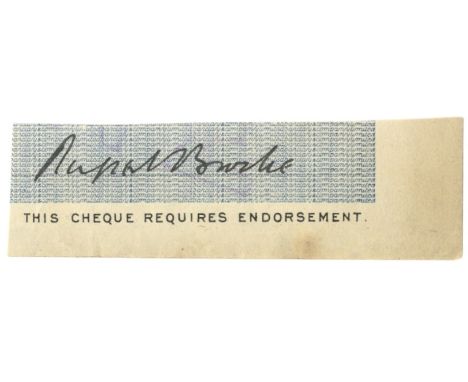 Rupert Brooke
THIS CHEQUE REQUIRES ENDORSEMENT.